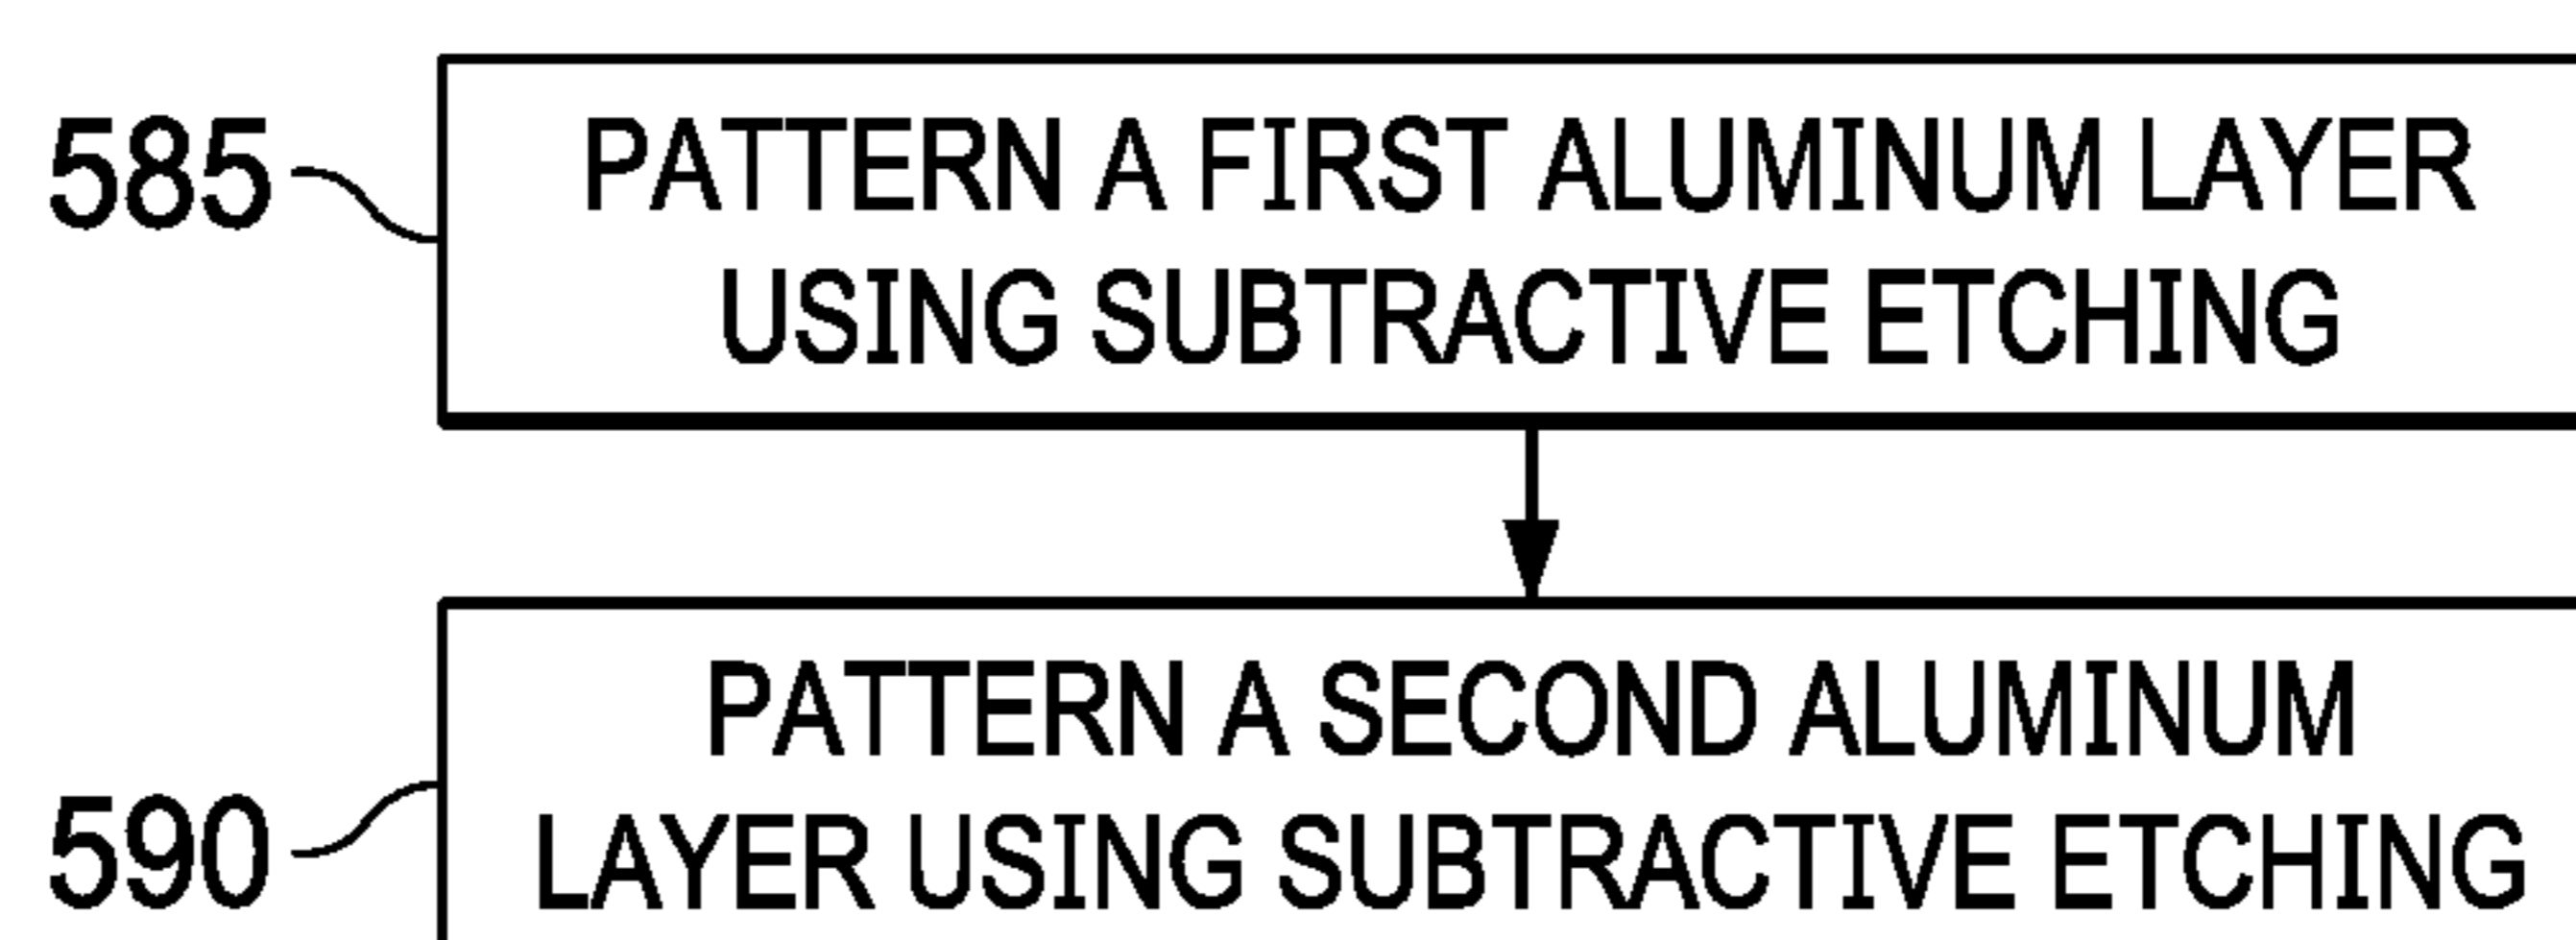 585
PATTERN A FIRST ALUMINUM LAYER
USING SUBTRACTIVE ETCHING
590
PATTERN A SECOND ALUMINUM
LAYER USING SUBTRACTIVE ETCHING